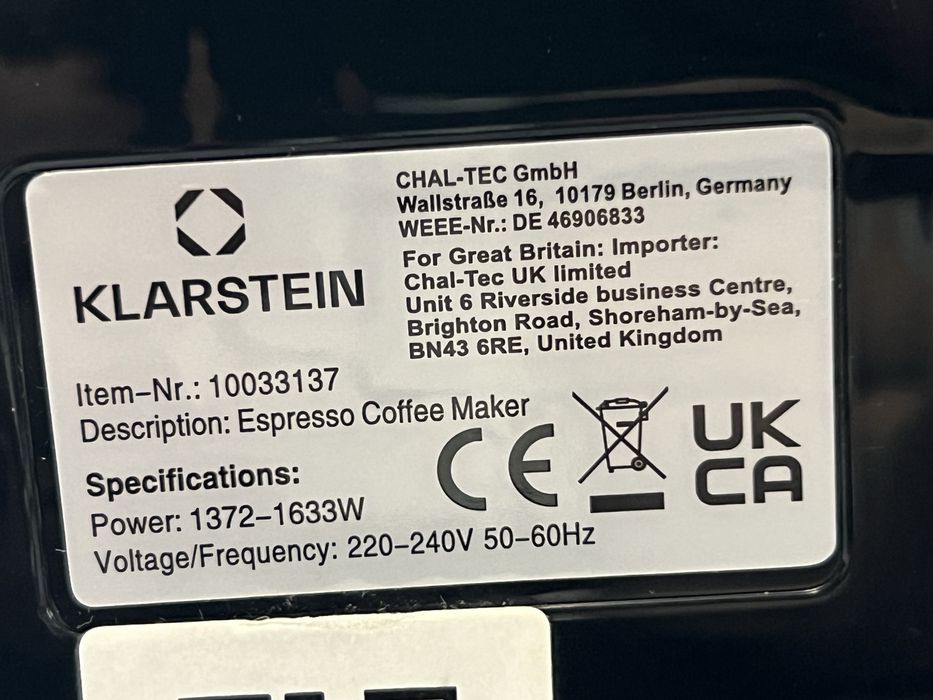 KLARSTEIN
CHAL-TEC GmbH
Wallstraße 16, 10179 Berlin, Germany
WEEE-Nr.: DE 46906833
For Great Britain: Importer:
Chal-Tec UK limited
Unit 6 Riverside business Centre,
Brighton Road, Shoreham-by-Sea,
BN43 6RE, United Kingdom
Item-Nr.: 10033137
Description: Espresso Coffee Maker
Specifications:
Power: 1372-1633W
Voltage/Frequency: 220-240V 50-60Hz
CE
UK
CA